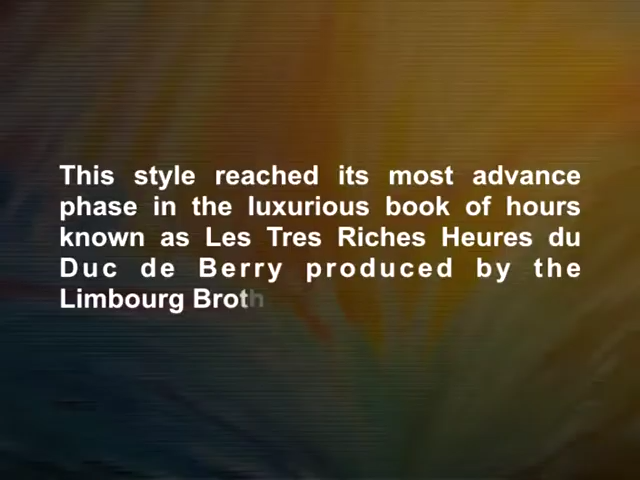 This style reached its most advance
phase in the luxurious book of hours
known as Les Tres Riches Heures du
Duc de Berry produced by the
Limbourg Broth